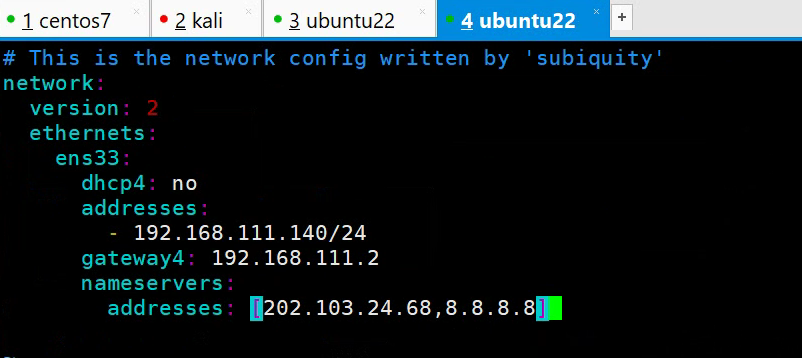 1 centos7 × 2 kali × 3 ubuntu22 × 4 ubuntu22 × +
# This is the network config written by 'subiquity'
network:
  version: 2
  ethernets:
    ens33:
      dhcp4: no
      addresses:
        - 192.168.111.140/24
      gateway4: 192.168.111.2
      nameservers:
        addresses: [202.103.24.68,8.8.8.8]